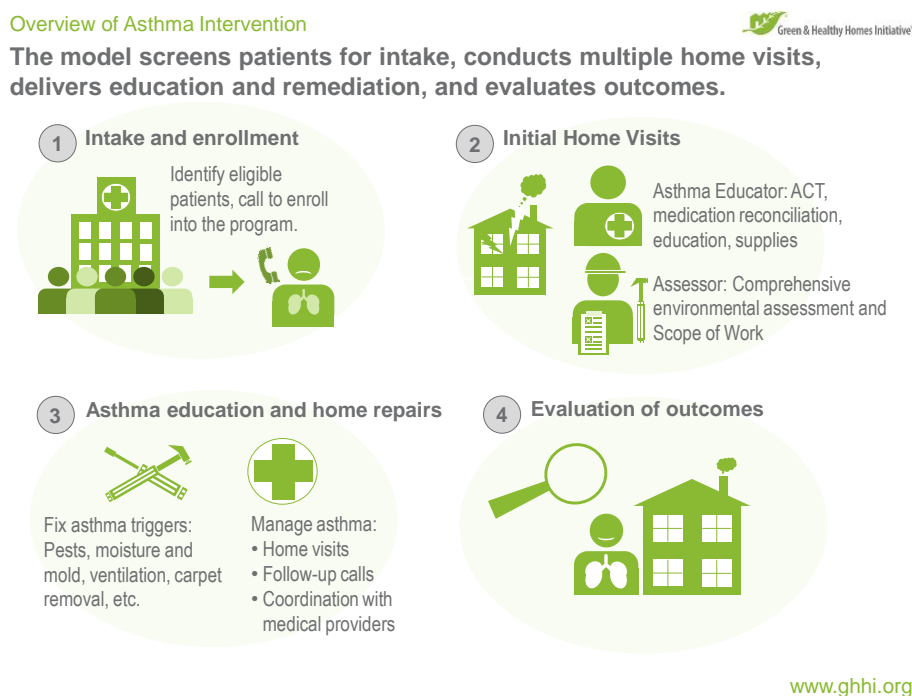 Overview of Asthma Intervention
Green & Healthy Homes Initiative
The model screens patients for intake, conducts multiple home visits,
delivers education and remediation, and evaluates outcomes.
1
Intake and enrollment
Identify eligible
patients, call to enroll
into the program.
2
Initial Home Visits
Asthma Educator: ACT,
medication reconciliation,
education, supplies
Assessor: Comprehensive
environmental assessment and
Scope of Work
3
Asthma education and home repairs
Fix asthma triggers:
Pests, moisture and
mold, ventilation, carpet
removal, etc.
Manage asthma:
• Home visits
• Follow-up calls
• Coordination with
medical providers
4
Evaluation of outcomes
www.ghhi.org